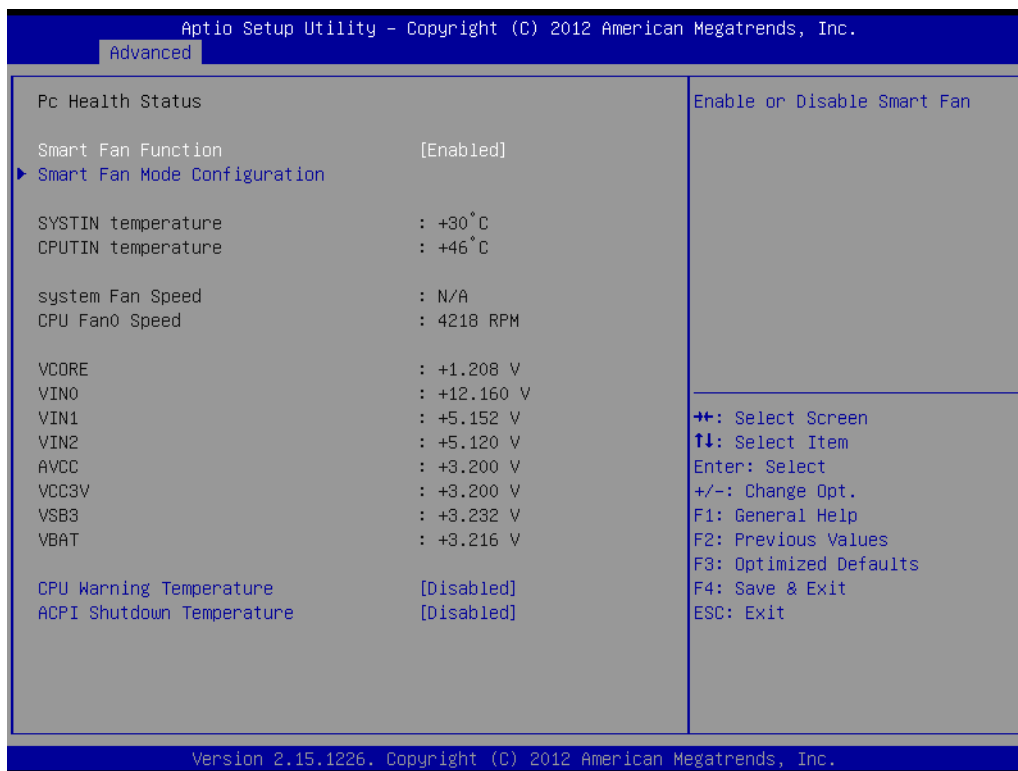 Aptio Setup Utility – Copyright (C) 2012 American Megatrends, Inc.
Advanced
Pc Health Status
Smart Fan Function [Enabled]
▶ Smart Fan Mode Configuration
SYSTIN temperature : +30°C
CPUTIN temperature : +46°C
system Fan Speed : N/A
CPU Fan0 Speed : 4218 RPM
VCORE : +1.208 V
VIN0 : +12.160 V
VIN1 : +5.152 V
VIN2 : +5.120 V
AVCC : +3.200 V
VCC3V : +3.200 V
VSB3 : +3.232 V
VBAT : +3.216 V
CPU Warning Temperature [Disabled]
ACPI Shutdown Temperature [Disabled]
Enable or Disable Smart Fan
→←: Select Screen
↑↓: Select Item
Enter: Select
+/-: Change Opt.
F1: General Help
F2: Previous Values
F3: Optimized Defaults
F4: Save & Exit
ESC: Exit
Version 2.15.1226. Copyright (C) 2012 American Megatrends, Inc.